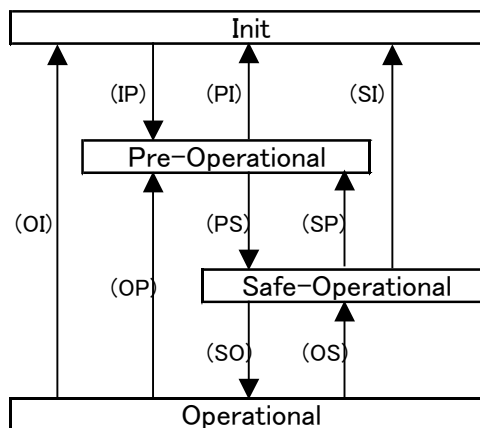 Init
(IP) (PI) (SI)
Pre-Operational
(OI) (PS) (SP)
Safe-Operational
(OP)
(SO) (OS)
Operational